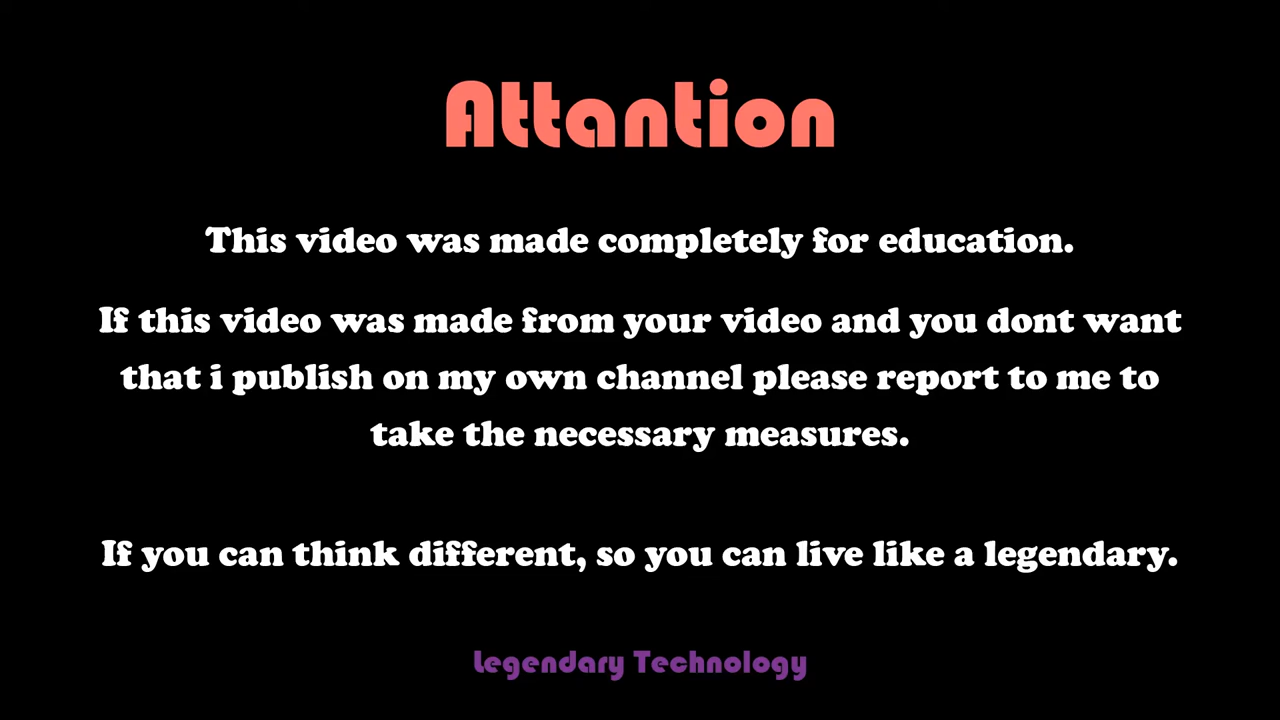 Attantion
This video was made completely for education.
If this video was made from your video and you dont want
that i publish on my own channel please report to me to
take the necessary measures.
If you can think different, so you can live like a legendary.
Legendary Technology